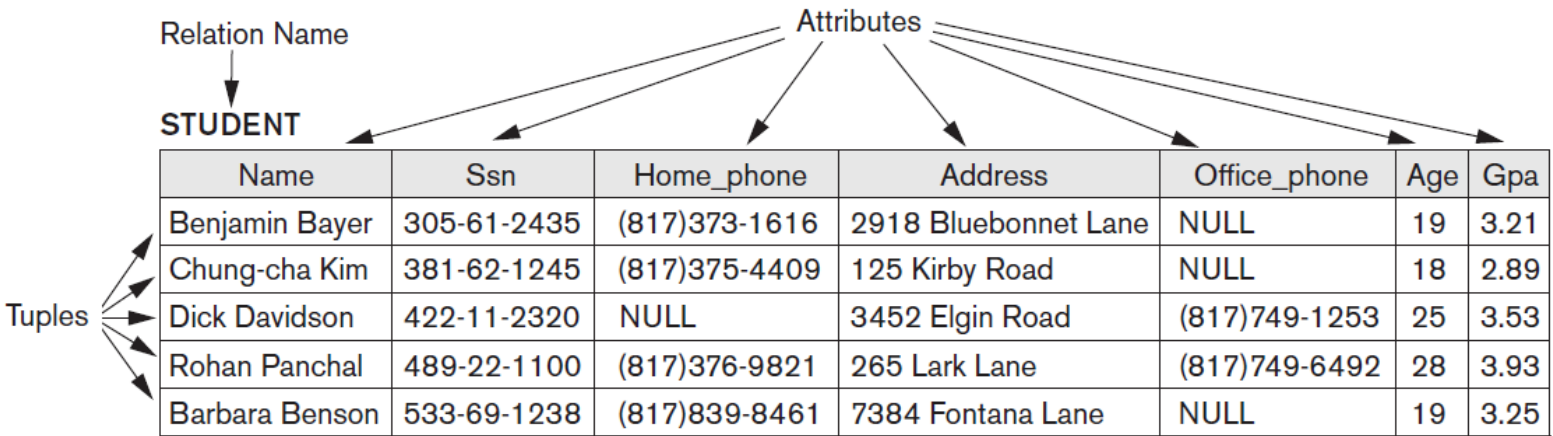 Attributes
Relation Name
STUDENT
Name Ssn Home_phone Address Office_phone Age Gpa
Benjamin Bayer 305-61-2435 (817)373-1616 2918 Bluebonnet Lane NULL 19 3.21
Chung-cha Kim 381-62-1245 (817)375-4409 125 Kirby Road NULL 18 2.89
Tuples Dick Davidson 422-11-2320 NULL 3452 Elgin Road (817)749-1253 25 3.53
Rohan Panchal 489-22-1100 (817)376-9821 265 Lark Lane (817)749-6492 28 3.93
Barbara Benson 533-69-1238 (817)839-8461 7384 Fontana Lane NULL 19 3.25